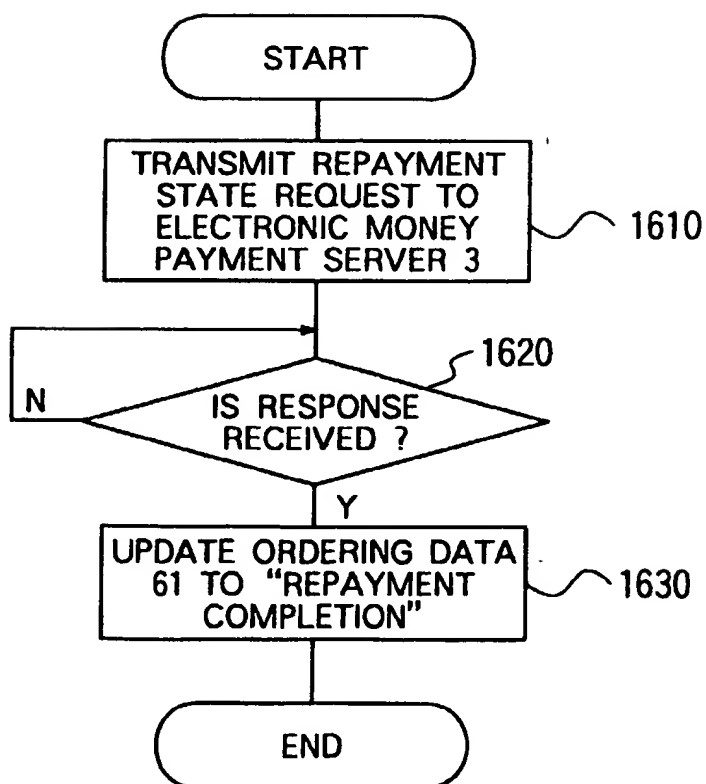 START
TRANSMIT REPAYMENT
STATE REQUEST TO
ELECTRONIC MONEY
PAYMENT SERVER 3
1610
1620
N
IS RESPONSE
RECEIVED ?
Y
UPDATE ORDERING DATA
61 TO “REPAYMENT
COMPLETION”
1630
END